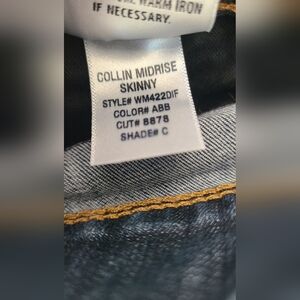 WARM IRON
IF NECESSARY.
COLLIN MIDRISE
SKINNY
STYLE# WM422DIF
COLOR# ABB
CUT# 8878
SHADE# C